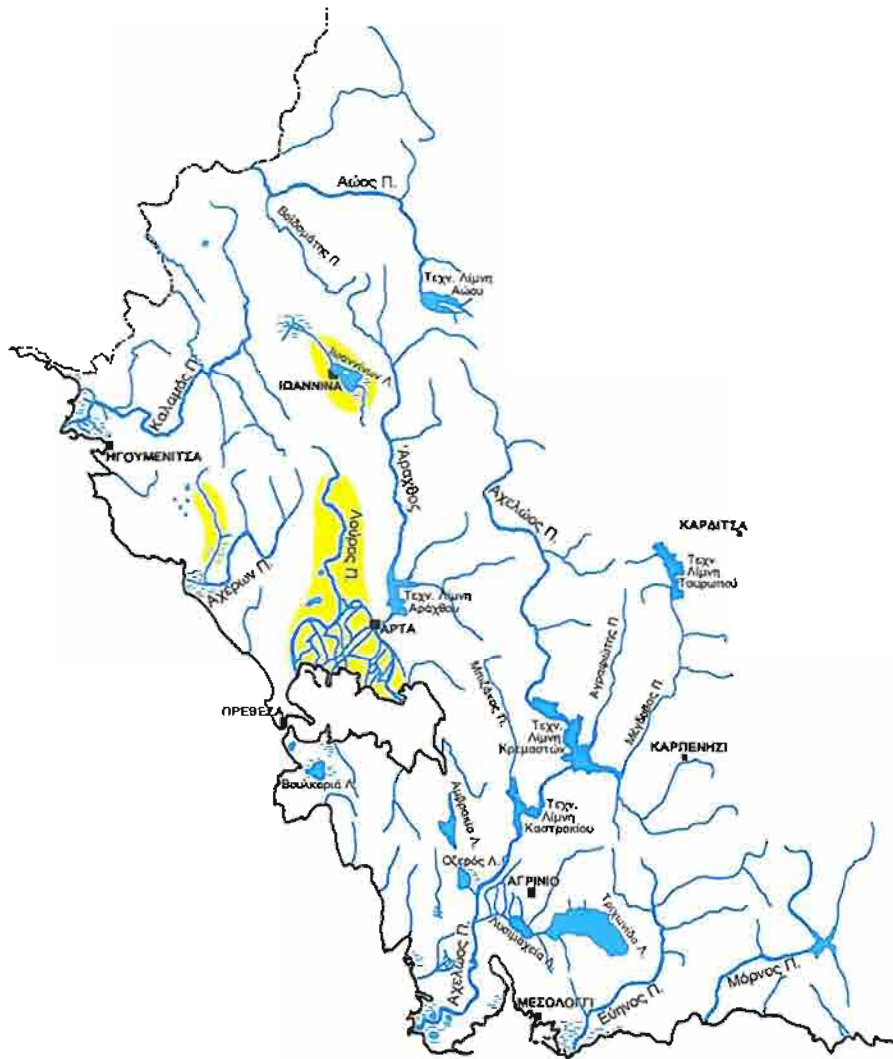 Αώος Π.
Βοϊδομάτης Π.
Τεχν. Λίμνη
Αώου
Ιωαννίνων Λ.
ΙΩΑΝΝΙΝΑ
Καλαμάς Π.
ΗΓΟΥΜΕΝΙΤΣΑ
Άραχθος
Λούρος Π.
Αχελώος Π.
ΚΑΡΔΙΤΣΑ
Τεχν.
Λίμνη
Ταυρωπού
Αχέρων Π.
Τεχν. Λίμνη
Αράχθου
ΑΡΤΑ
Αγραφιώτης Π.
Μέγδοβας Π.
ΠΡΕΒΕΖΑ
Τεχν.
Λίμνη
Κρεμαστών
ΚΑΡΠΕΝΗΣΙ
Βουλκαριά Λ.
Αμβρακία Λ.
Τεχν.
Λίμνη
Καστρακίου
Οζερός Λ.
ΑΓΡΙΝΙΟ
Τριχωνίδα Λ.
Λυσιμαχεία Λ.
Αχελώος Π.
Μόρνος Π.
Εύηνος Π.
ΜΕΣΟΛΟΓΓΙ